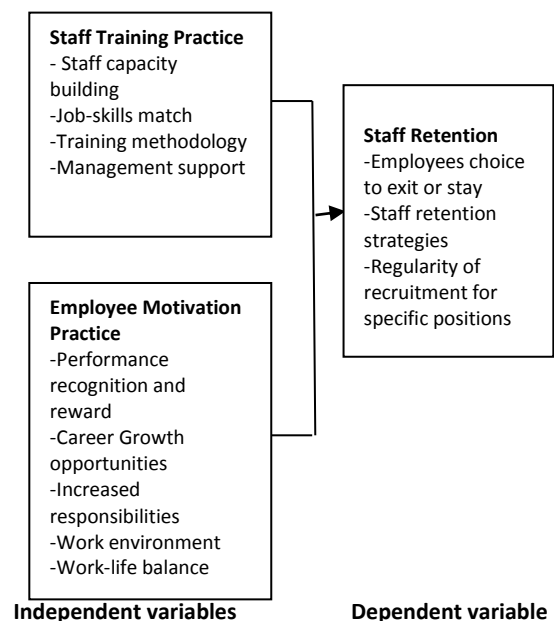 Staff Training Practice
- Staff capacity
building
-Job-skills match
-Training methodology
-Management support
Staff Retention
-Employees choice
to exit or stay
-Staff retention
strategies
-Regularity of
recruitment for
specific positions
Employee Motivation
Practice
-Performance
recognition and
reward
-Career Growth
opportunities
-Increased
responsibilities
-Work environment
-Work-life balance
Independent variables
Dependent variable